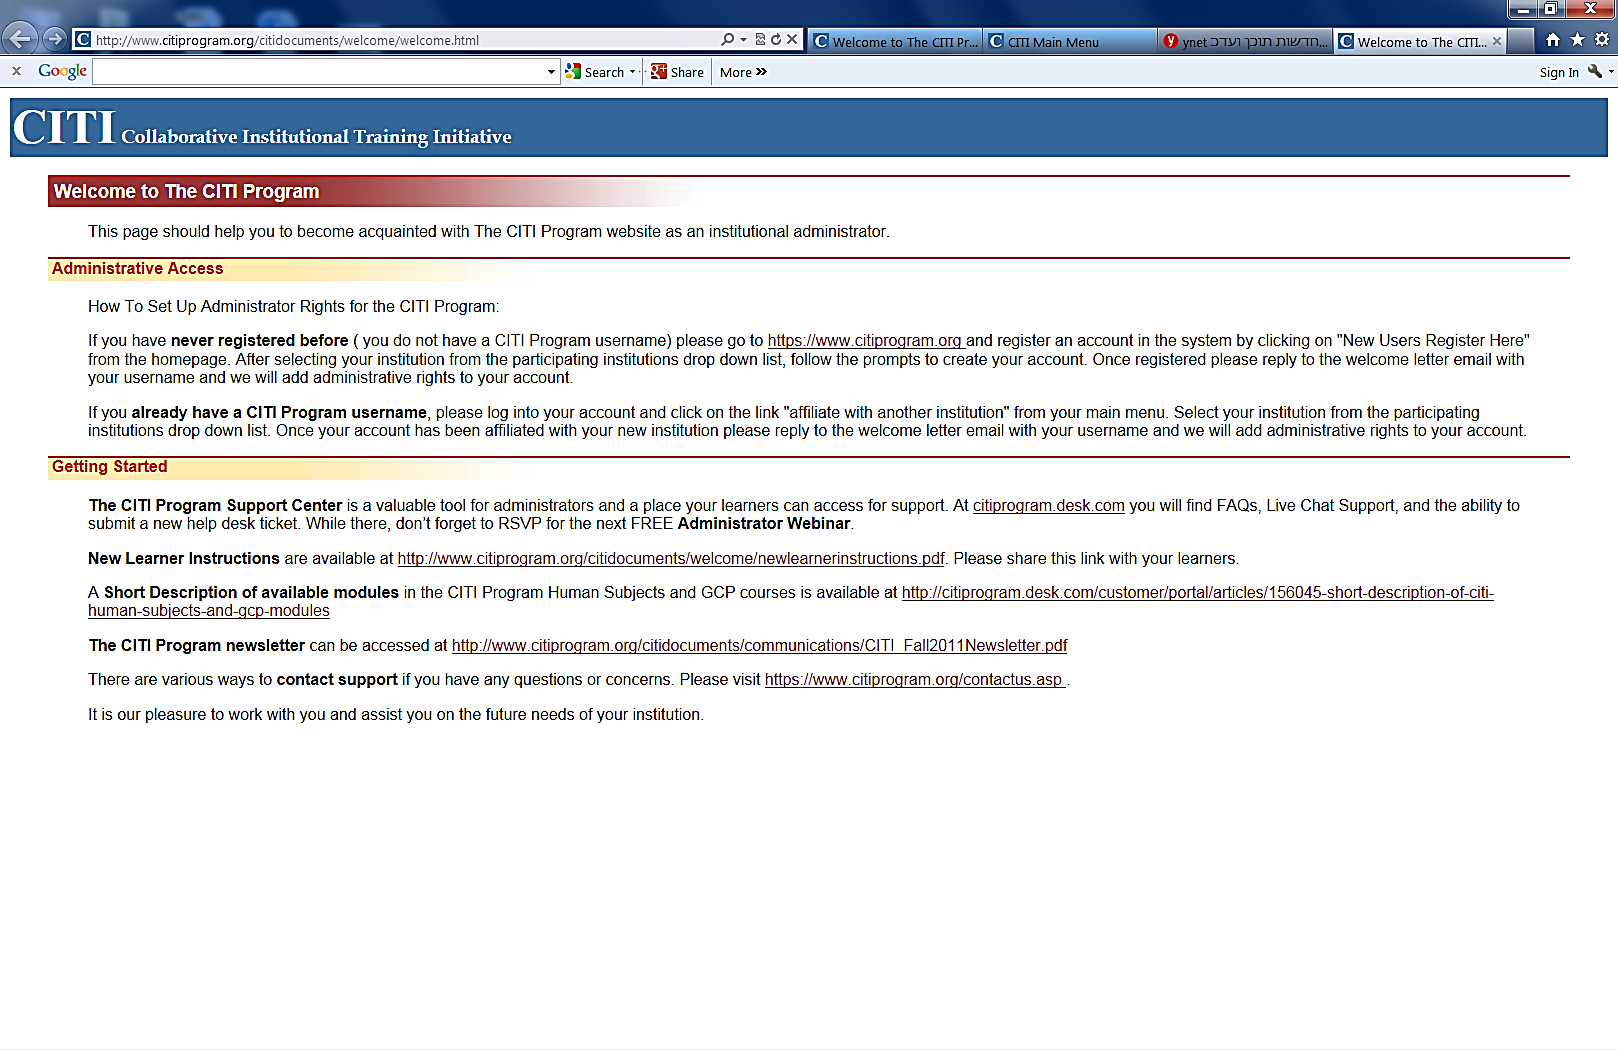 http://www.citiprogram.org/citidocuments/welcome/welcome.html
Welcome to The CITI Pr...
CITI Main Menu
ynet חדשות תוכן ועדכ...
Welcome to The CITI...
x Google Search Share More » Sign In
CITI Collaborative Institutional Training Initiative
Welcome to The CITI Program
This page should help you to become acquainted with The CITI Program website as an institutional administrator.
Administrative Access
How To Set Up Administrator Rights for the CITI Program:
If you have never registered before ( you do not have a CITI Program username) please go to https://www.citiprogram.org and register an account in the system by clicking on "New Users Register Here"
from the homepage. After selecting your institution from the participating institutions drop down list, follow the prompts to create your account. Once registered please reply to the welcome letter email with
your username and we will add administrative rights to your account.
If you already have a CITI Program username, please log into your account and click on the link "affiliate with another institution" from your main menu. Select your institution from the participating
institutions drop down list. Once your account has been affiliated with your new institution please reply to the welcome letter email with your username and we will add administrative rights to your account.
Getting Started
The CITI Program Support Center is a valuable tool for administrators and a place your learners can access for support. At citiprogram.desk.com you will find FAQs, Live Chat Support, and the ability to
submit a new help desk ticket. While there, don't forget to RSVP for the next FREE Administrator Webinar.
New Learner Instructions are available at http://www.citiprogram.org/citidocuments/welcome/newlearnerinstructions.pdf. Please share this link with your learners.
A Short Description of available modules in the CITI Program Human Subjects and GCP courses is available at http://citiprogram.desk.com/customer/portal/articles/156045-short-description-of-citi-
human-subjects-and-gcp-modules
The CITI Program newsletter can be accessed at http://www.citiprogram.org/citidocuments/communications/CITI_Fall2011Newsletter.pdf
There are various ways to contact support if you have any questions or concerns. Please visit https://www.citiprogram.org/contactus.asp .
It is our pleasure to work with you and assist you on the future needs of your institution.